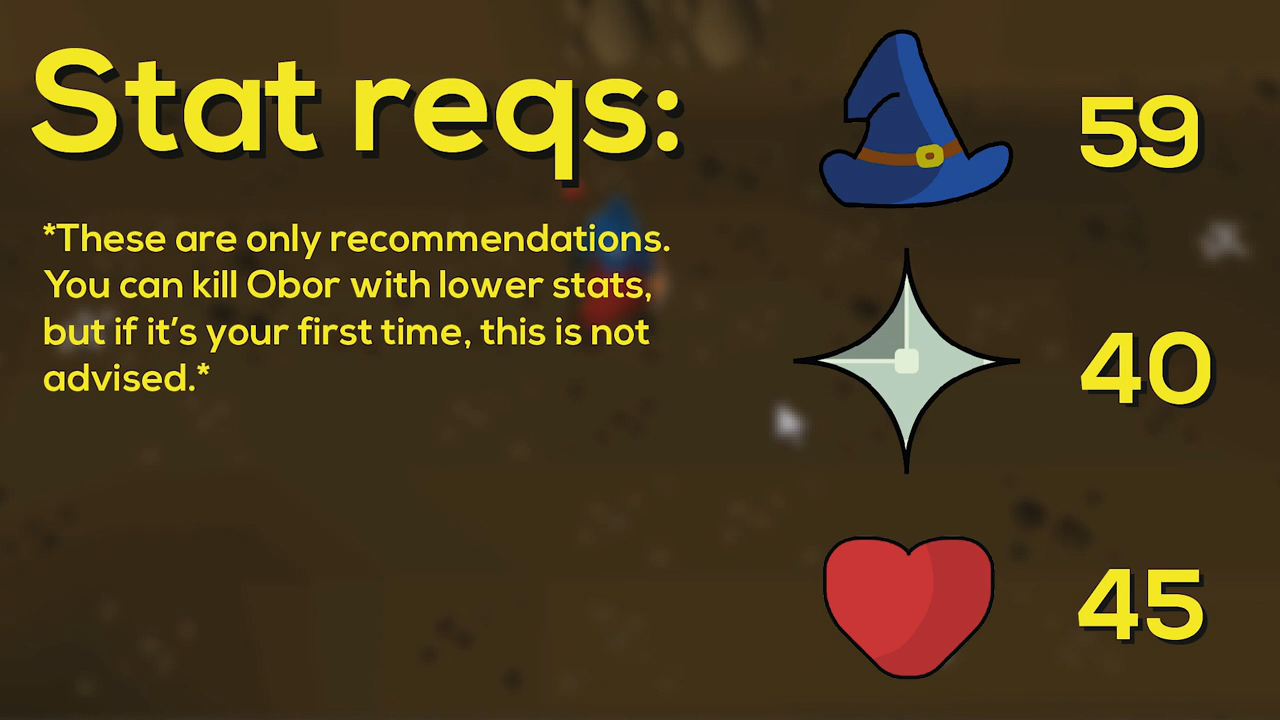 Stat reqs:
*These are only recommendations.
You can kill Obor with lower stats,
but if it's your first time, this is not
advised.*
59
40
45